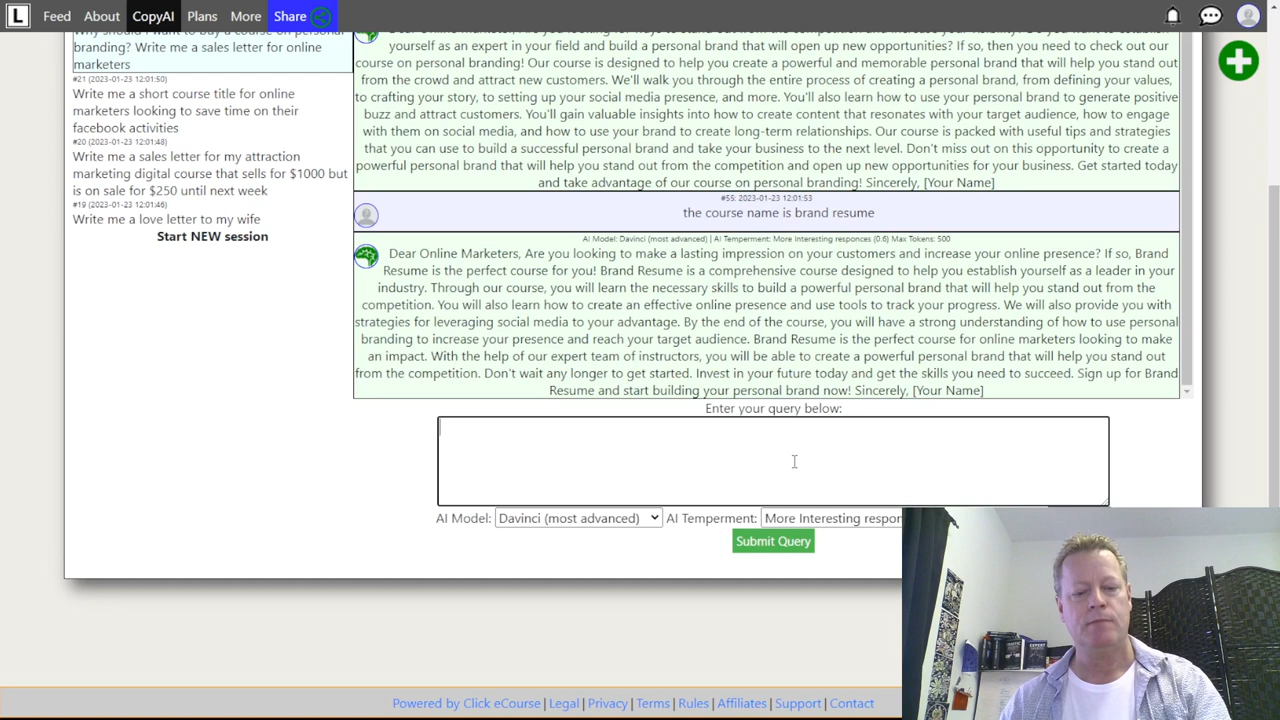 L Feed About CopyAI Plans More Share
Why should I want to buy a course on personal
branding? Write me a sales letter for online
marketers
#21 (2023-01-23 12:01:50)
Write me a short course title for online
marketers looking to save time on their
facebook activities
#20 (2023-01-23 12:01:48)
Write me a sales letter for my attraction
marketing digital course that sells for $1000 but
is on sale for $250 until next week
#19 (2023-01-23 12:01:46)
Write me a love letter to my wife
Start NEW session
yourself as an expert in your field and build a personal brand that will open up new opportunities? If so, then you need to check out our
course on personal branding! Our course is designed to help you create a powerful and memorable personal brand that will help you stand out
from the crowd and attract new customers. We'll walk you through the entire process of creating a personal brand, from defining your values,
to crafting your story, to setting up your social media presence, and more. You'll also learn how to use your personal brand to generate positive
buzz and attract customers. You'll gain valuable insights into how to create content that resonates with your target audience, how to engage
with them on social media, and how to use your brand to create long-term relationships. Our course is packed with useful tips and strategies
that you can use to build a successful personal brand and take your business to the next level. Don't miss out on this opportunity to create a
powerful personal brand that will help you stand out from the competition and open up new opportunities for your business. Get started today
and take advantage of our course on personal branding! Sincerely, [Your Name]
#55: 2023-01-23 12:01:53
the course name is brand resume
AI Model: Davinci (most advanced) | AI Temperment: More Interesting responces (0.6) Max Tokens: 500
Dear Online Marketers, Are you looking to make a lasting impression on your customers and increase your online presence? If so, Brand
Resume is the perfect course for you! Brand Resume is a comprehensive course designed to help you establish yourself as a leader in your
industry. Through our course, you will learn the necessary skills to build a powerful personal brand that will help you stand out from the
competition. You will also learn how to create an effective online presence and use tools to track your progress. We will also provide you with
strategies for leveraging social media to your advantage. By the end of the course, you will have a strong understanding of how to use personal
branding to increase your presence and reach your target audience. Brand Resume is the perfect course for online marketers looking to make
an impact. With the help of our expert team of instructors, you will be able to create a powerful personal brand that will help you stand out
from the competition. Don't wait any longer to get started. Invest in your future today and get the skills you need to succeed. Sign up for Brand
Resume and start building your personal brand now! Sincerely, [Your Name]
Enter your query below:
AI Model: Davinci (most advanced) AI Temperment: More Interesting respon
Submit Query
Powered by Click eCourse | Legal | Privacy | Terms | Rules | Affiliates | Support | Contact